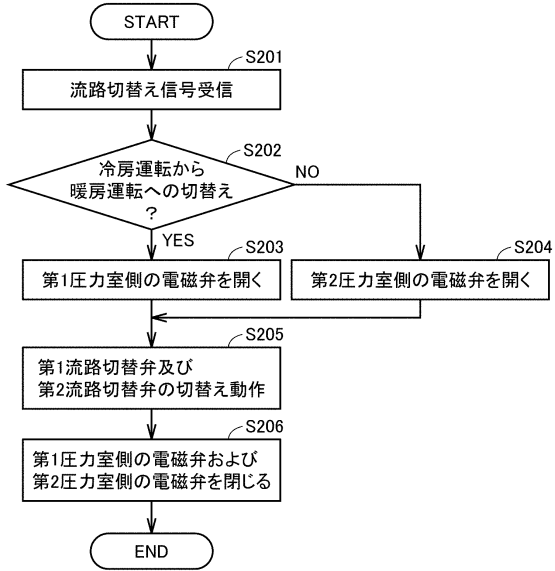 START
S201
流路切替え信号受信
S202
冷房運転から
暖房運転への切替え
?
NO
YES
S203
第1圧力室側の電磁弁を開く
S204
第2圧力室側の電磁弁を開く
S205
第1流路切替弁及び
第2流路切替弁の切替え動作
S206
第1圧力室側の電磁弁および
第2圧力室側の電磁弁を閉じる
END